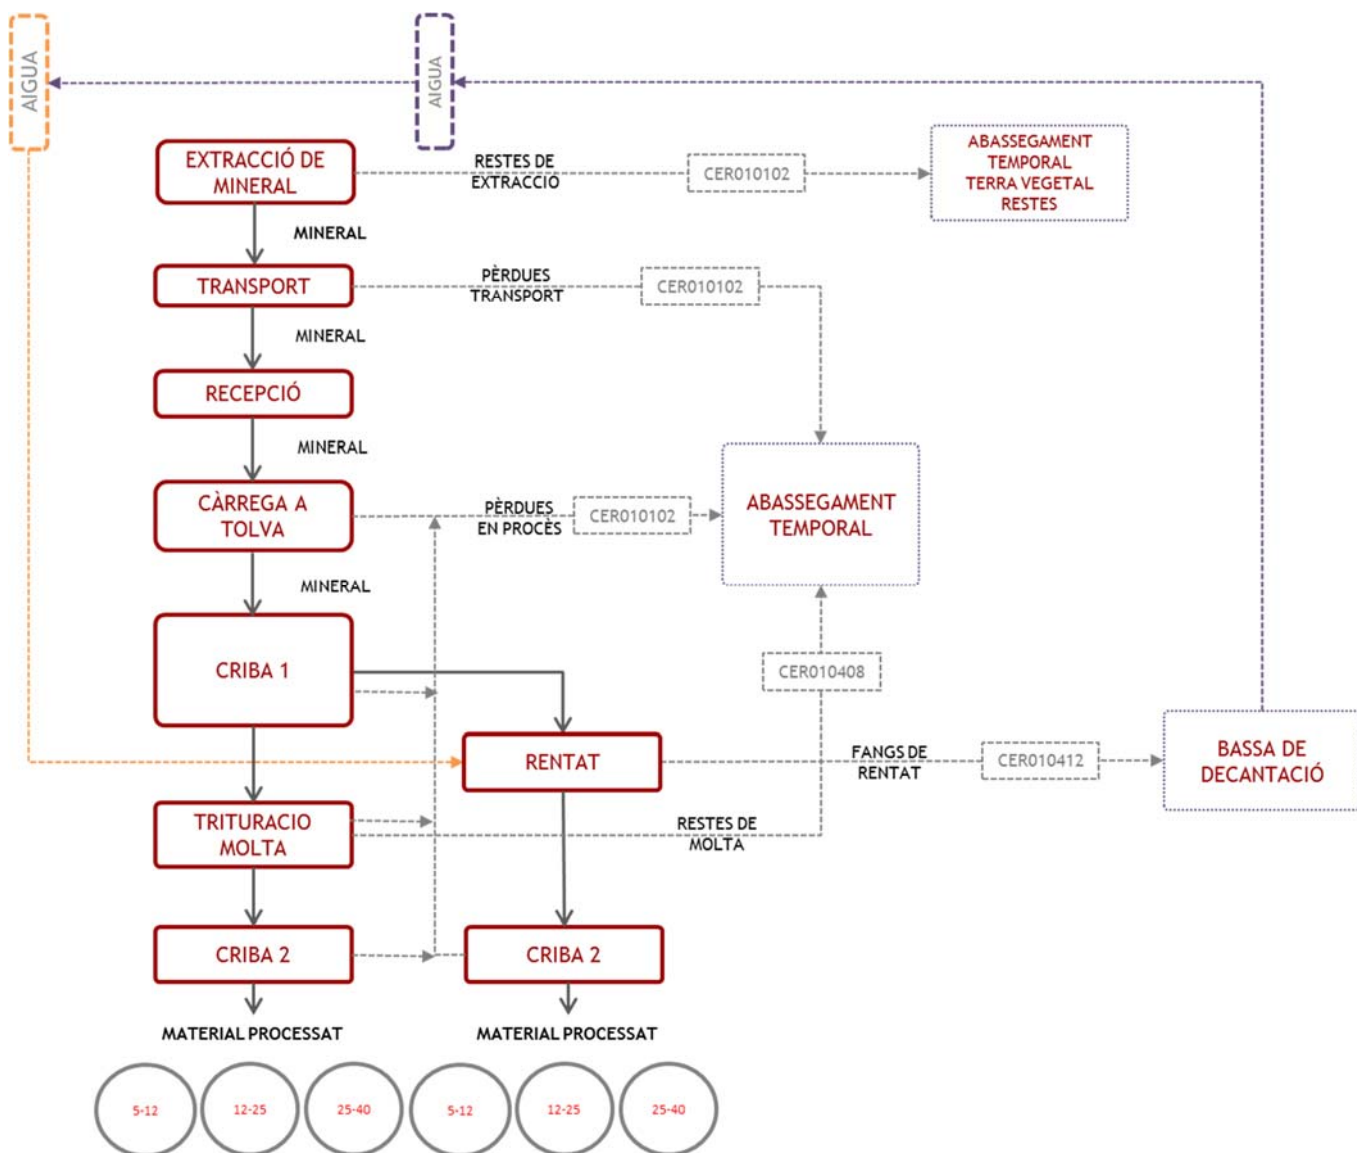 AIGUA
AIGUA
EXTRACCIÓ DE
MINERAL
RESTES DE
EXTRACCIO
CER010102
ABASSEGAMENT
TEMPORAL
TERRA VEGETAL
RESTES
MINERAL
TRANSPORT
PÈRDUES
TRANSPORT
CER010102
MINERAL
RECEPCIÓ
MINERAL
CÀRREGA A
TOLVA
PÈRDUES
EN PROCÈS
CER010102
ABASSEGAMENT
TEMPORAL
MINERAL
CRIBA 1
CER010408
RENTAT
FANGS DE
RENTAT
CER010412
BASSA DE
DECANTACIÓ
TRITURACIO
MOLTA
RESTES DE
MOLTA
CRIBA 2
CRIBA 2
MATERIAL PROCESSAT
MATERIAL PROCESSAT
5-12
12-25
25-40
5-12
12-25
25-40